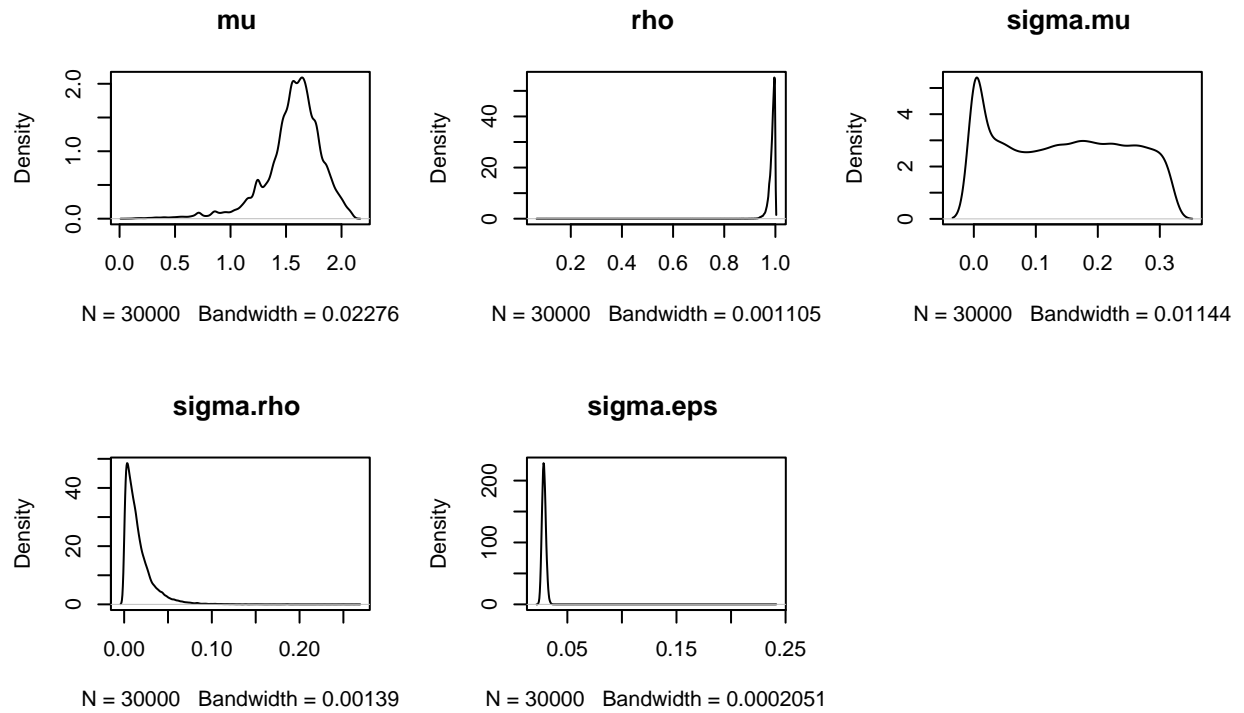 mu
Density
0.0 1.0 2.0
0.0 0.5 1.0 1.5 2.0
N = 30000 Bandwidth = 0.02276
rho
Density
0 20 40
0.2 0.4 0.6 0.8 1.0
N = 30000 Bandwidth = 0.001105
sigma.mu
Density
0 2 4
0.0 0.1 0.2 0.3
N = 30000 Bandwidth = 0.01144
sigma.rho
Density
0 20 40
0.00 0.10 0.20
N = 30000 Bandwidth = 0.00139
sigma.eps
Density
0 100 200
0.05 0.15 0.25
N = 30000 Bandwidth = 0.0002051